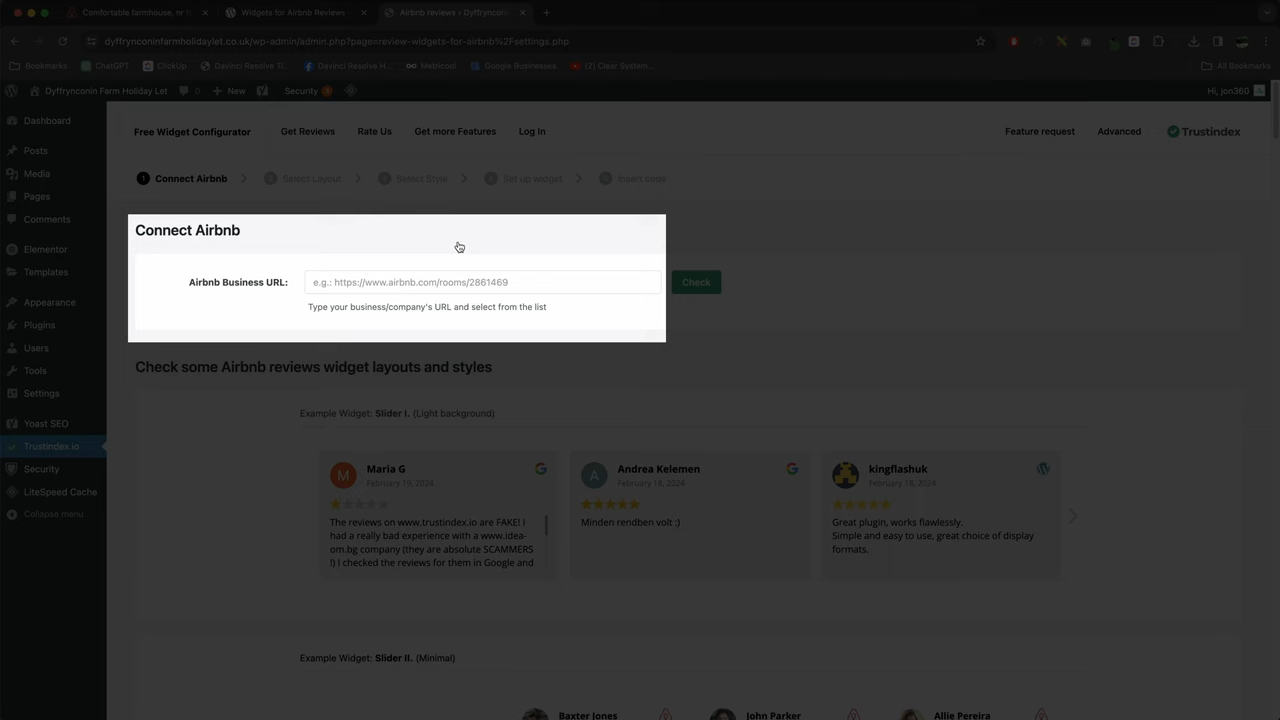 Comfortable farmhouse, nr f
Widgets for Airbnb Reviews
Airbnb reviews ‹ Dyffryncon
dyffrynconinfarmholidaylet.co.uk/wp-admin/admin.php?page=review-widgets-for-airbnb%2Fsettings.php
Bookmarks
ChatGPT
ClickUp
Davinci Resolve Ti...
Davinci Resolve H...
Metricool
Google Businesses...
(2) Clear System...
All Bookmarks
Dyffrynconin Farm Holiday Let
0
New
Security
Hi, jon360
Dashboard
Posts
Media
Pages
Comments
Elementor
Templates
Appearance
Plugins
Users
Tools
Settings
Yoast SEO
Trustindex.io
Security
LiteSpeed Cache
Collapse menu
Free Widget Configurator
Get Reviews
Rate Us
Get more Features
Log In
Feature request
Advanced
Trustindex
1 Connect Airbnb
Select Layout
Select Style
Set up widget
Insert code
Connect Airbnb
Airbnb Business URL:
e.g.: https://www.airbnb.com/rooms/2861469
Check
Type your business/company's URL and select from the list
Check some Airbnb reviews widget layouts and styles
Example Widget: Slider I. (Light background)
M
Maria G
February 19, 2024
The reviews on www.trustindex.io are FAKE! I
had a really bad experience with a www.idea-
om.bg company (they are absolute SCAMMERS
!) I checked the reviews for them in Google and
A
Andrea Kelemen
February 18, 2024
Minden rendben volt :)
kingflashuk
February 18, 2024
Great plugin, works flawlessly.
Simple and easy to use, great choice of display
formats.
Example Widget: Slider II. (Minimal)
Baxter Jones
John Parker
Allie Pereira